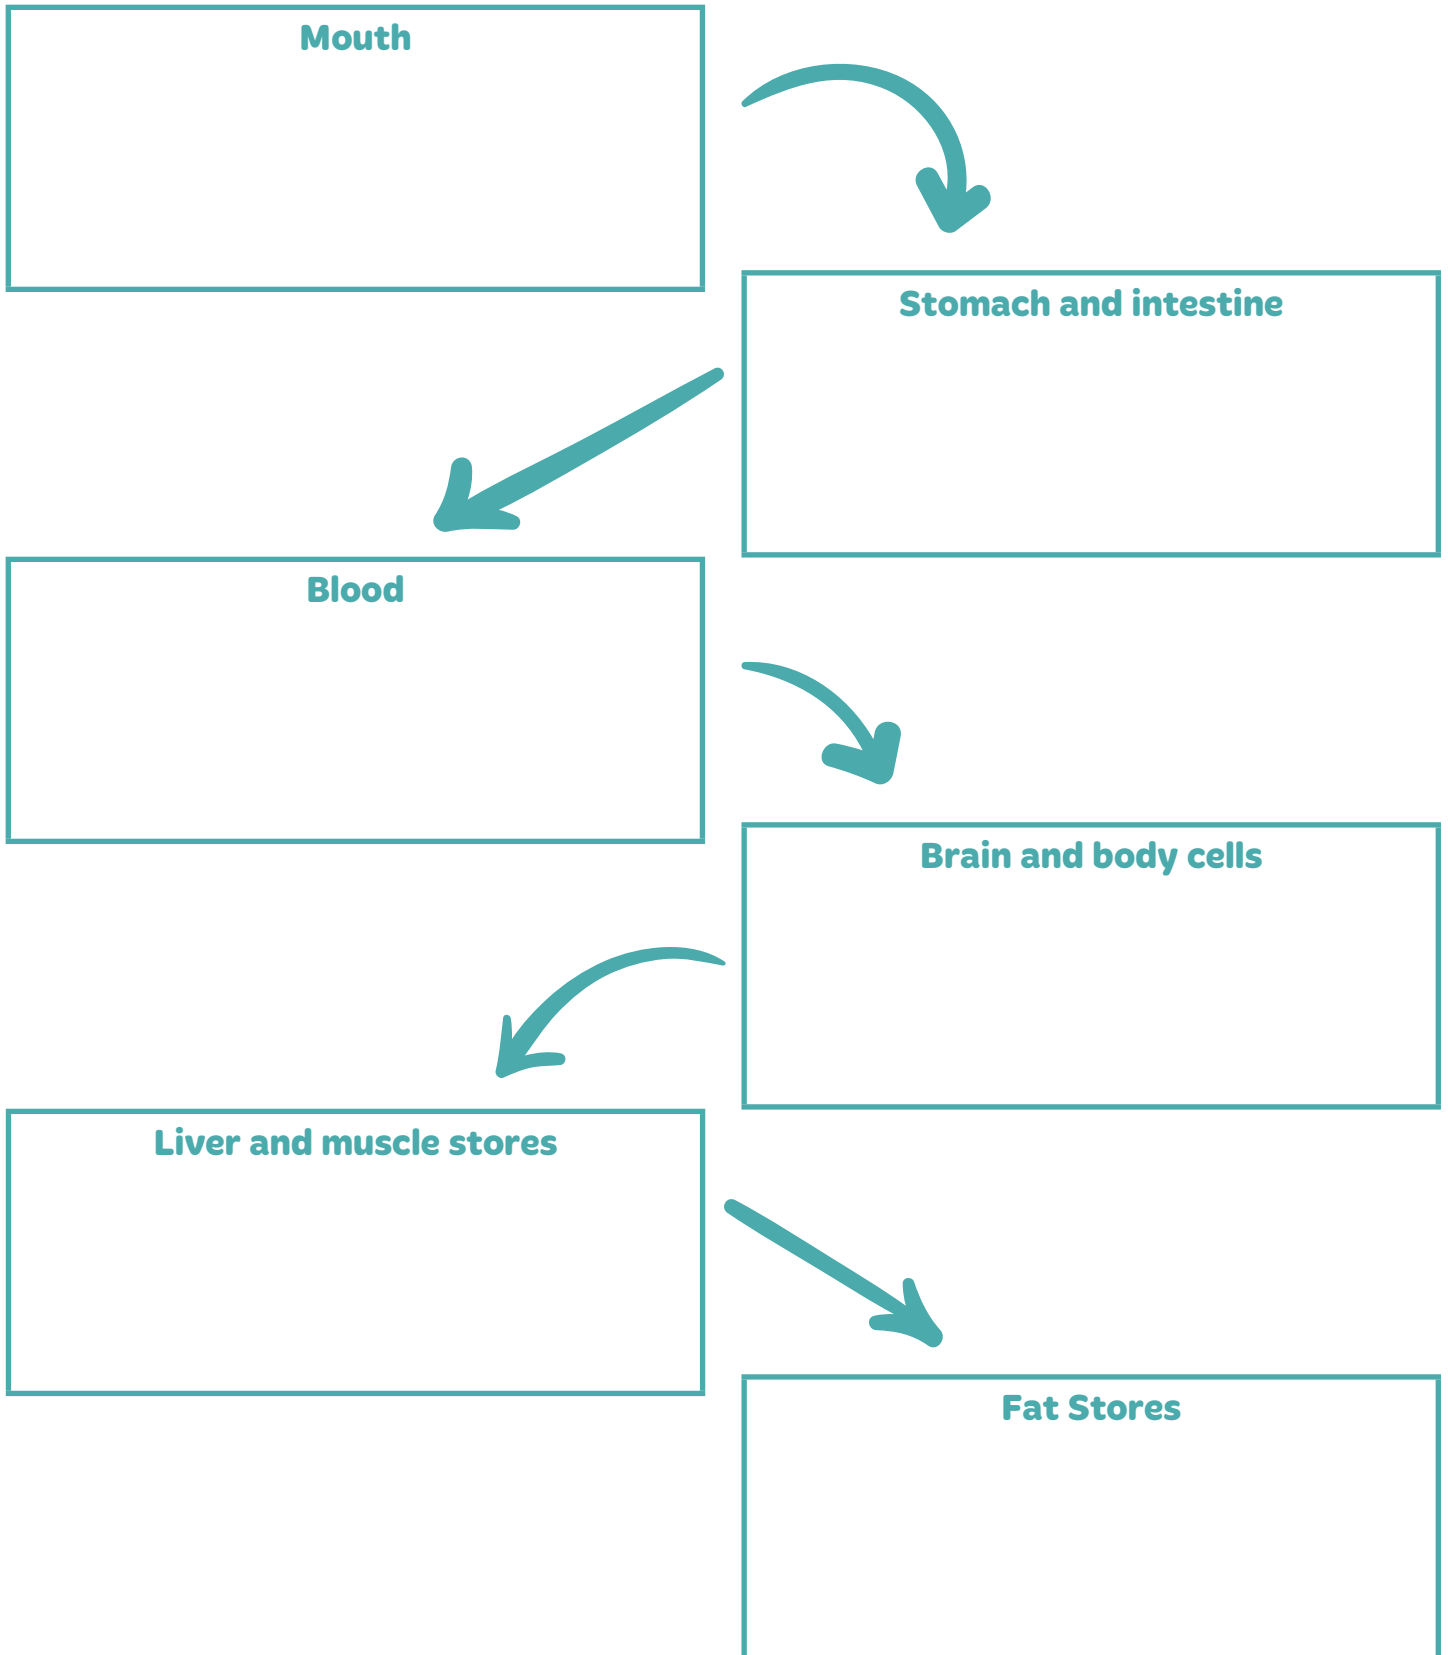 Mouth
Stomach and intestine
Blood
Brain and body cells
Liver and muscle stores
Fat Stores